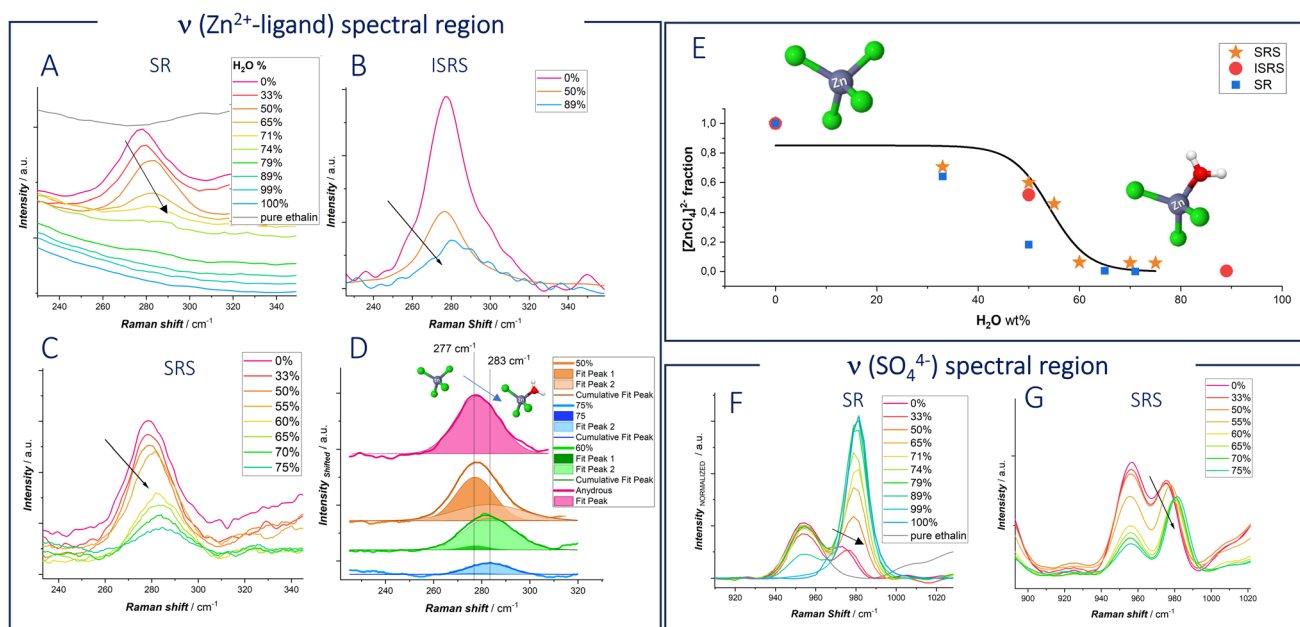 ν (Zn²⁺-ligand) spectral region
A
SR
H₂O %
0%
33%
50%
65%
71%
74%
79%
89%
99%
100%
pure ethalin
Intensity / a.u.
240 260 280 300 320 340
Raman shift / cm⁻¹
B
ISRS
0%
50%
89%
Intensity / a.u.
240 260 280 300 320 340
Raman Shift / cm⁻¹
C
SRS
0%
33%
50%
55%
60%
65%
70%
75%
Intensity / a.u.
240 260 280 300 320 340
Raman shift / cm⁻¹
D
277 cm⁻¹
283 cm⁻¹
Zn
Zn
50%
Fit Peak 1
Fit Peak 2
Cumulative Fit Peak
75%
75
Fit Peak 2
Cumulative Fit Peak
60%
Fit Peak 1
Fit Peak 2
Cumulative Fit Peak
Anydrous
Fit Peak
Intensity Shifted / a.u.
240 260 280 300 320
Raman shift / cm⁻¹
E
Zn
Zn
SRS
ISRS
SR
1,0
0,8
0,6
0,4
0,2
0,0
[ZnCl₄]²⁻ fraction
0 20 40 60 80 100
H₂O wt%
ν (SO₄⁴⁻) spectral region
F
SR
0%
33%
50%
65%
71%
74%
79%
89%
99%
100%
pure ethalin
Intensity NORMALIZED / a.u.
920 940 960 980 1000 1020
Raman shift / cm⁻¹
G
SRS
0%
33%
50%
55%
60%
65%
70%
75%
Intenisty / a.u.
900 920 940 960 980 1000 1020
Raman shift / cm⁻¹